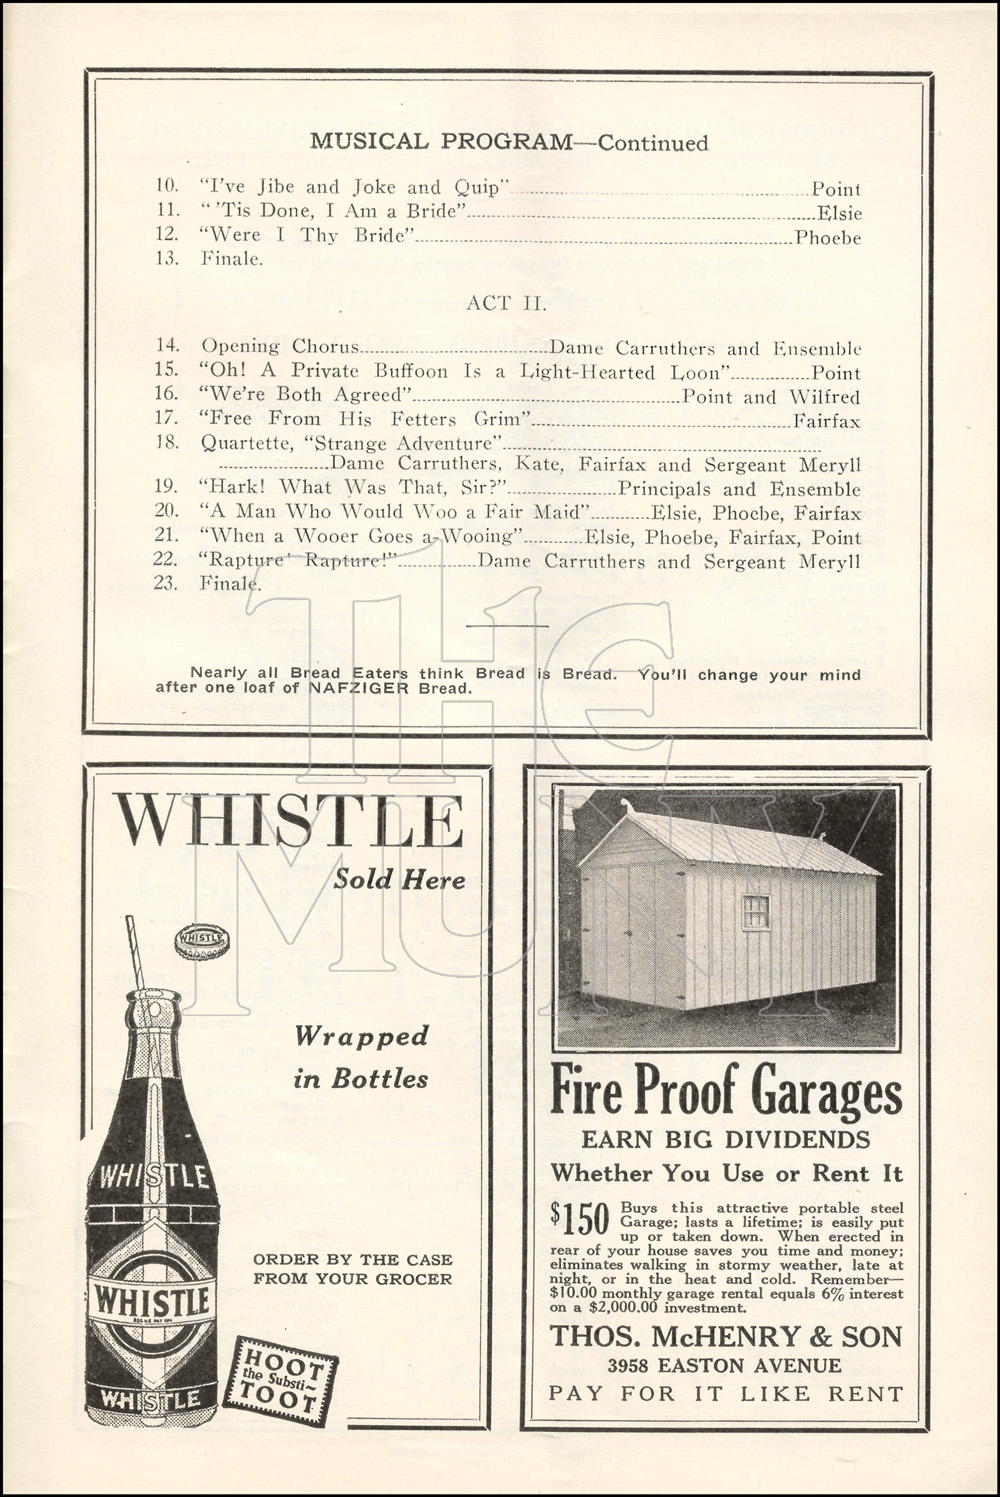 MUSICAL PROGRAM—Continued
10. “I’ve Jibe and Joke and Quip” Point
11. “ ’Tis Done, I Am a Bride” Elsie
12. “Were I Thy Bride” Phoebe
13. Finale.
ACT II.
14. Opening Chorus Dame Carruthers and Ensemble
15. “Oh! A Private Buffoon Is a Light-Hearted Loon” Point
16. “We’re Both Agreed” Point and Wilfred
17. “Free From His Fetters Grim” Fairfax
18. Quartette, “Strange Adventure”
Dame Carruthers, Kate, Fairfax and Sergeant Meryll
19. “Hark! What Was That, Sir?” Principals and Ensemble
20. “A Man Who Would Woo a Fair Maid” Elsie, Phoebe, Fairfax
21. “When a Wooer Goes a-Wooing” Elsie, Phoebe, Fairfax, Point
22. “Rapture! Rapture!” Dame Carruthers and Sergeant Meryll
23. Finale.
Nearly all Bread Eaters think Bread is Bread. You’ll change your mind
after one loaf of NAFZIGER Bread.
THE
MUNY
WHISTLE
Sold Here
WHISTLE
Wrapped
in Bottles
WHISTLE
ORDER BY THE CASE
FROM YOUR GROCER
WHISTLE
REG U.S. PAT OFF
WHISTLE
HOOT
the Substi-
TOOT
Fire Proof Garages
EARN BIG DIVIDENDS
Whether You Use or Rent It
$150 Buys this attractive portable steel
Garage; lasts a lifetime; is easily put
up or taken down. When erected in
rear of your house saves you time and money;
eliminates walking in stormy weather, late at
night, or in the heat and cold. Remember—
$10.00 monthly garage rental equals 6% interest
on a $2,000.00 investment.
THOS. McHENRY & SON
3958 EASTON AVENUE
PAY FOR IT LIKE RENT